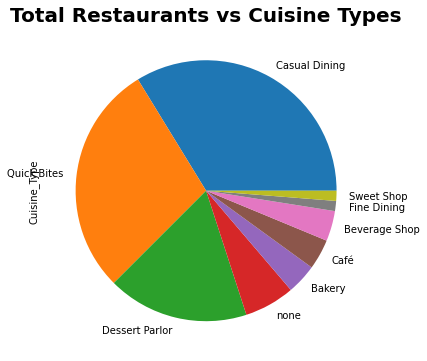 Total Restaurants vs Cuisine Types
Casual Dining
Quick Bites
Cuisine_Type
Sweet Shop
Fine Dining
Beverage Shop
Café
Bakery
none
Dessert Parlor